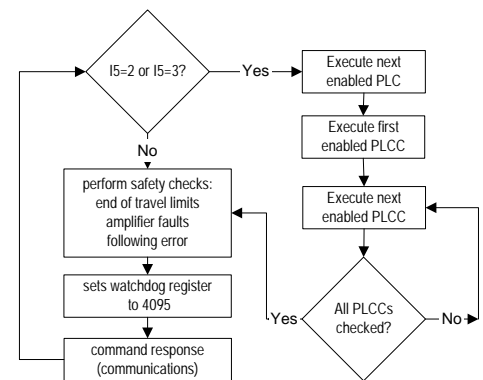 I5=2 or I5=3?
Yes
Execute next
enabled PLC
Execute first
enabled PLCC
Execute next
enabled PLCC
All PLCCs
checked?
No
Yes
No
perform safety checks:
end of travel limits
amplifier faults
following error
sets watchdog register
to 4095
command response
(communications)